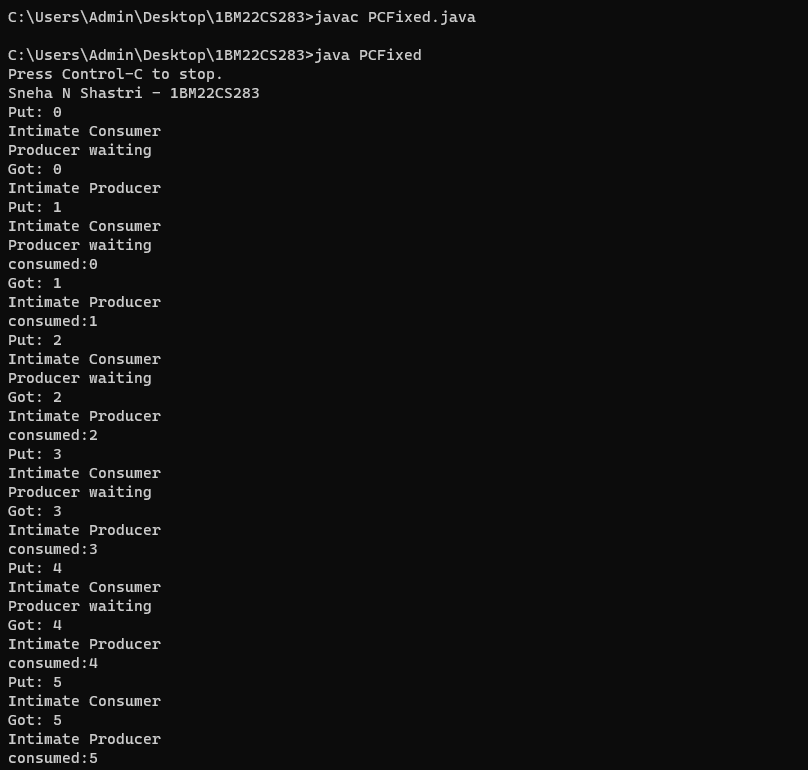 C:\Users\Admin\Desktop\1BM22CS283>javac PCFixed.java
C:\Users\Admin\Desktop\1BM22CS283>java PCFixed
Press Control-C to stop.
Sneha N Shastri - 1BM22CS283
Put: 0
Intimate Consumer
Producer waiting
Got: 0
Intimate Producer
Put: 1
Intimate Consumer
Producer waiting
consumed:0
Got: 1
Intimate Producer
consumed:1
Put: 2
Intimate Consumer
Producer waiting
Got: 2
Intimate Producer
consumed:2
Put: 3
Intimate Consumer
Producer waiting
Got: 3
Intimate Producer
consumed:3
Put: 4
Intimate Consumer
Producer waiting
Got: 4
Intimate Producer
consumed:4
Put: 5
Intimate Consumer
Got: 5
Intimate Producer
consumed:5